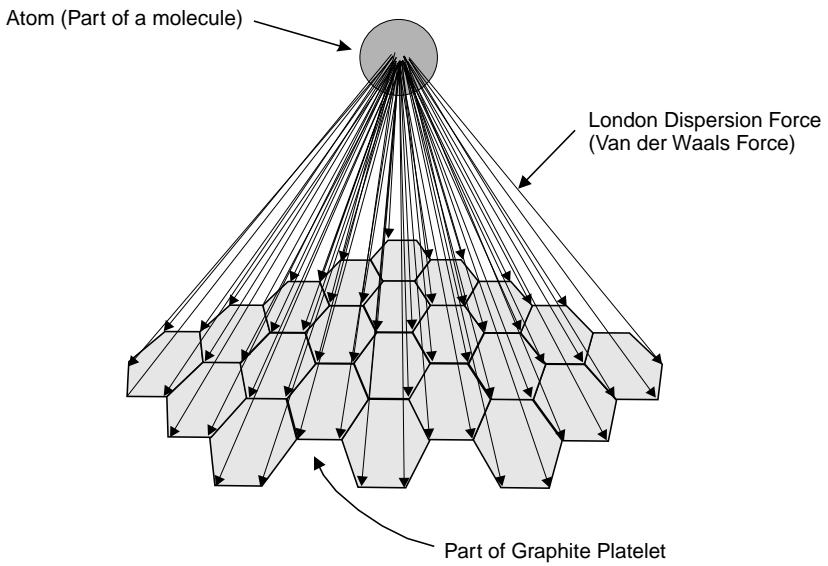 Atom (Part of a molecule)
London Dispersion Force
(Van der Waals Force)
Part of Graphite Platelet